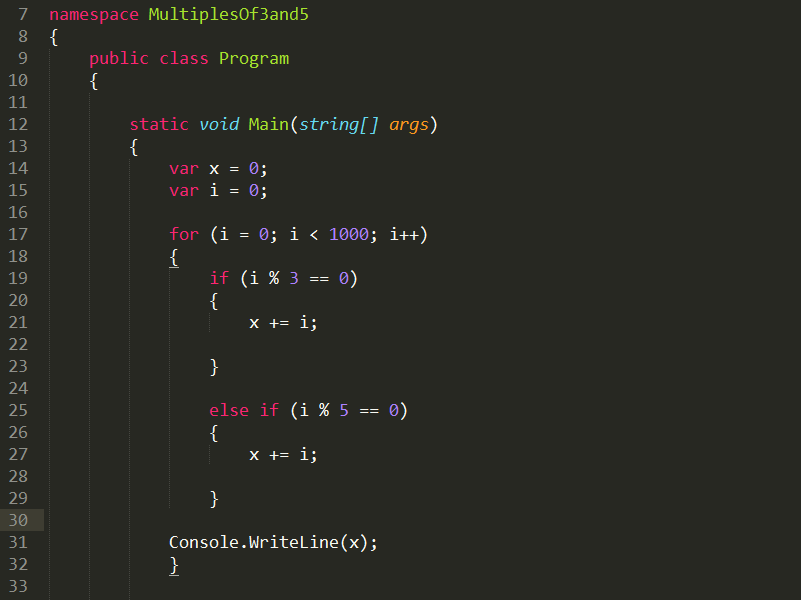 7 namespace MultiplesOf3and5
8 {
9     public class Program
10     {
11
12         static void Main(string[] args)
13         {
14             var x = 0;
15             var i = 0;
16
17             for (i = 0; i < 1000; i++)
18             {
19                 if (i % 3 == 0)
20                 {
21                     x += i;
22
23                 }
24
25                 else if (i % 5 == 0)
26                 {
27                     x += i;
28
29                 }
30
31             Console.WriteLine(x);
32             }
33